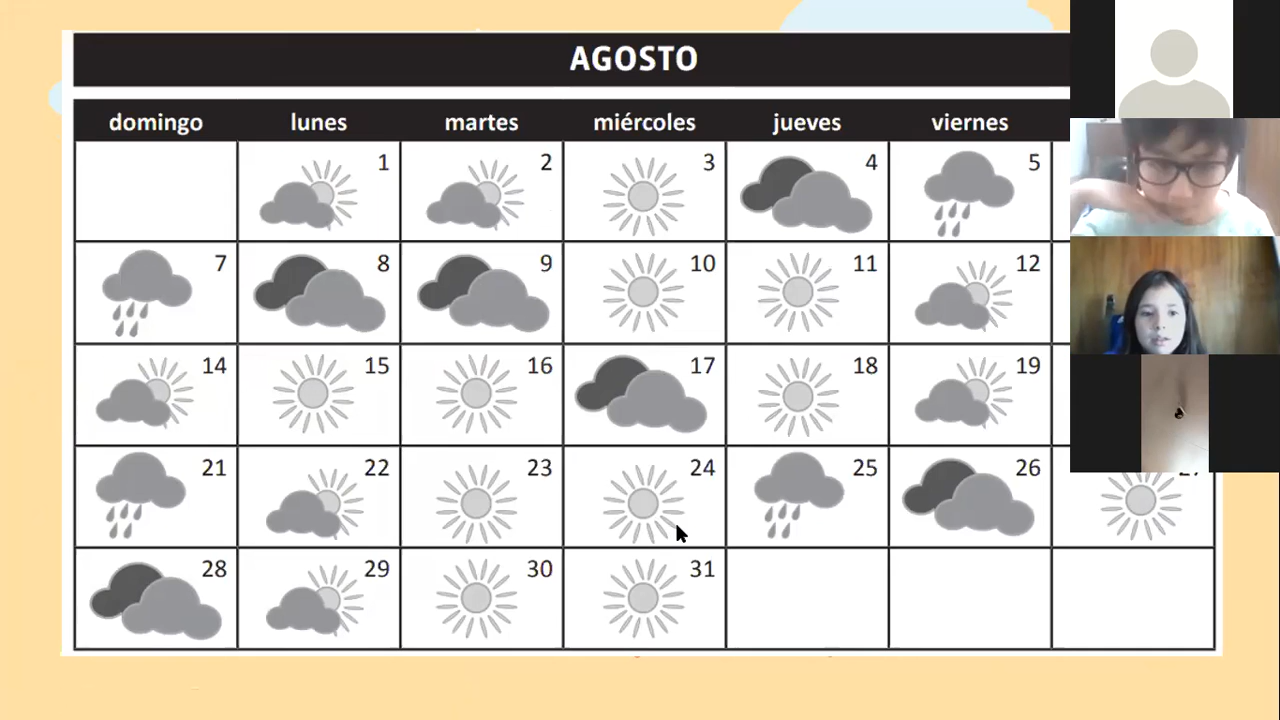 AGOSTO
domingo lunes martes miércoles jueves viernes
1 2 3 4 5
7 8 9 10 11 12
14 15 16 17 18 19
21 22 23 24 25 26
28 29 30 31